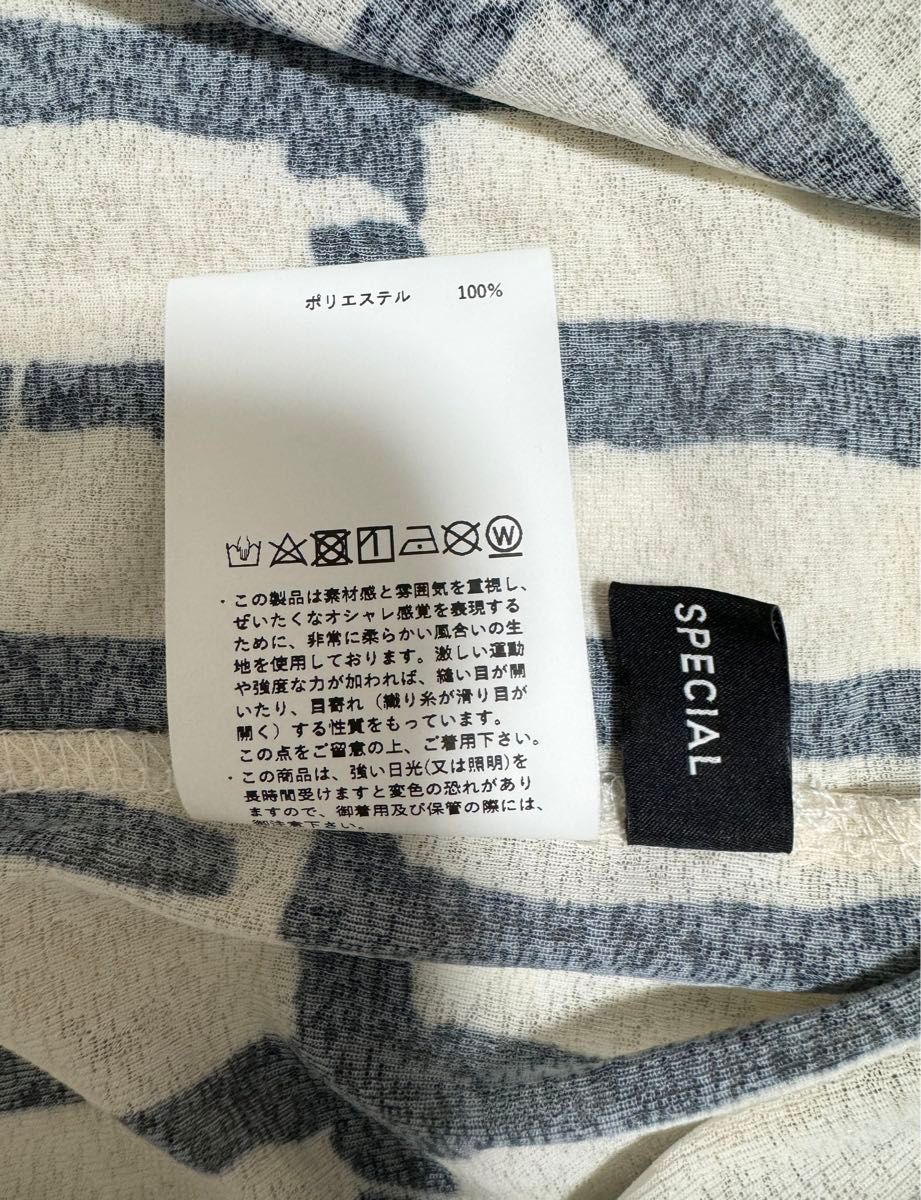 ポリエステル 100%
W
・この製品は素材感と雰囲気を重視し、
ぜいたくなオシャレ感覚を表現する
ために、非常に柔らかい風合いの生
地を使用しております。激しい運動
や強度な力が加われば、縫い目が開
いたり、目寄れ（織り糸が滑り目が
開く）する性質をもっています。
この点をご留意の上、ご着用下さい。
・この商品は、強い日光(又は照明)を
長時間受けますと変色の恐れがあり
ますので、御着用及び保管の際には、
御注意下さい。
SPECIAL